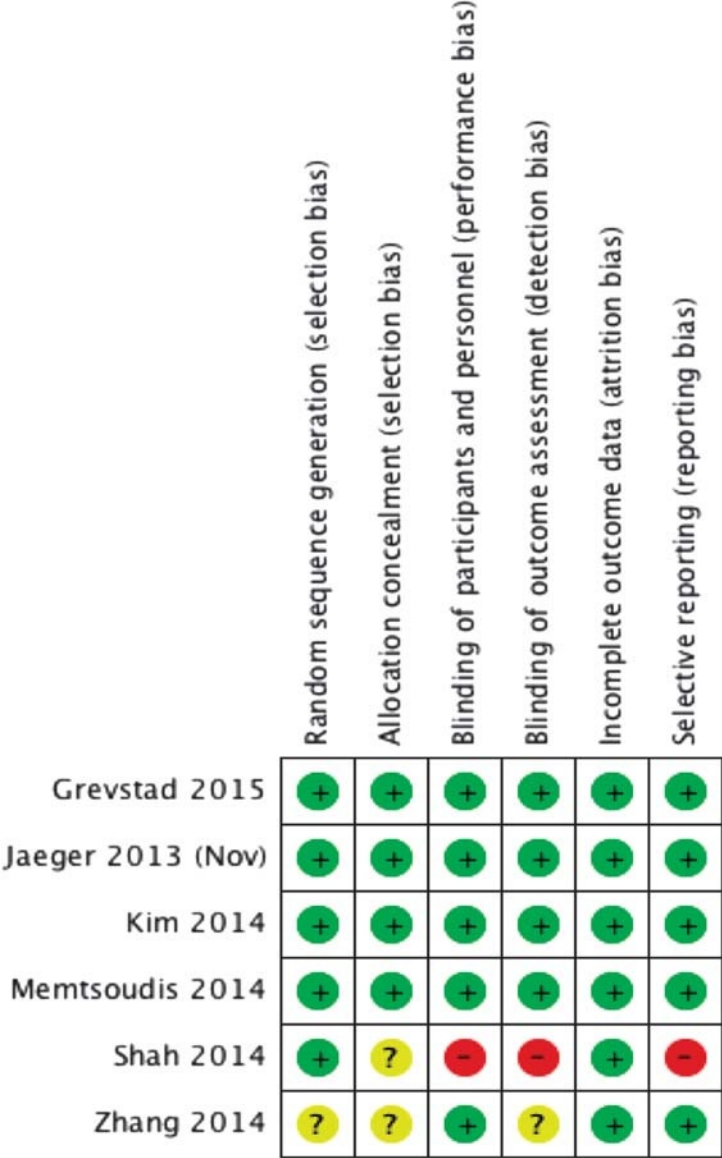 Random sequence generation (selection bias)
Allocation concealment (selection bias)
Blinding of participants and personnel (performance bias)
Blinding of outcome assessment (detection bias)
Incomplete outcome data (attrition bias)
Selective reporting (reporting bias)
Grevstad 2015 + + + + + +
Jaeger 2013 (Nov) + + + + + +
Kim 2014 + + + + + +
Memtsoudis 2014 + + + + + +
Shah 2014 + ? - - + -
Zhang 2014 ? ? + ? + +